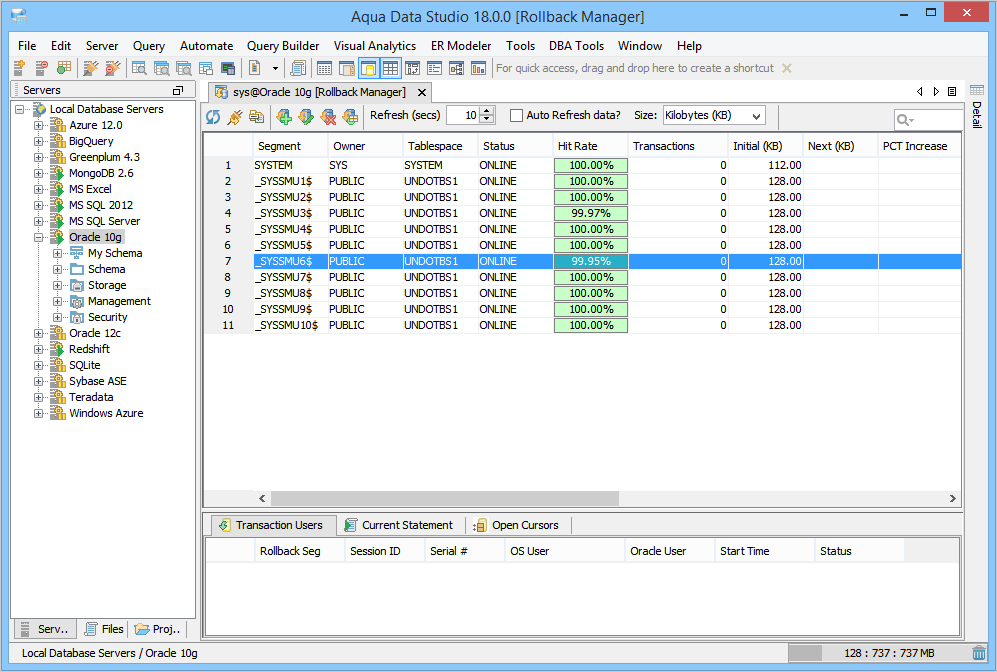 Aqua Data Studio 18.0.0 [Rollback Manager]
File Edit Server Query Automate Query Builder Visual Analytics ER Modeler Tools DBA Tools Window Help
For quick access, drag and drop here to create a shortcut
Servers
Local Database Servers
Azure 12.0
BigQuery
Greenplum 4.3
MongoDB 2.6
MS Excel
MS SQL 2012
MS SQL Server
Oracle 10g
My Schema
Schema
Storage
Management
Security
Oracle 12c
Redshift
SQLite
Sybase ASE
Teradata
Windows Azure
Serv.. Files Proj..
sys@Oracle 10g [Rollback Manager]
Refresh (secs) 10 Auto Refresh data? Size: Kilobytes (KB)
Segment Owner Tablespace Status Hit Rate Transactions Initial (KB) Next (KB) PCT Increase
1 SYSTEM SYS SYSTEM ONLINE 100.00% 0 112.00
2 _SYSSMU1$ PUBLIC UNDOTBS1 ONLINE 100.00% 0 128.00
3 _SYSSMU2$ PUBLIC UNDOTBS1 ONLINE 100.00% 0 128.00
4 _SYSSMU3$ PUBLIC UNDOTBS1 ONLINE 99.97% 0 128.00
5 _SYSSMU4$ PUBLIC UNDOTBS1 ONLINE 100.00% 0 128.00
6 _SYSSMU5$ PUBLIC UNDOTBS1 ONLINE 100.00% 0 128.00
7 _SYSSMU6$ PUBLIC UNDOTBS1 ONLINE 99.95% 0 128.00
8 _SYSSMU7$ PUBLIC UNDOTBS1 ONLINE 100.00% 0 128.00
9 _SYSSMU8$ PUBLIC UNDOTBS1 ONLINE 100.00% 0 128.00
10 _SYSSMU9$ PUBLIC UNDOTBS1 ONLINE 100.00% 0 128.00
11 _SYSSMU10$ PUBLIC UNDOTBS1 ONLINE 100.00% 0 128.00
Detail
Transaction Users Current Statement Open Cursors
Rollback Seg Session ID Serial # OS User Oracle User Start Time Status
Local Database Servers / Oracle 10g
128 : 737 : 737 MB